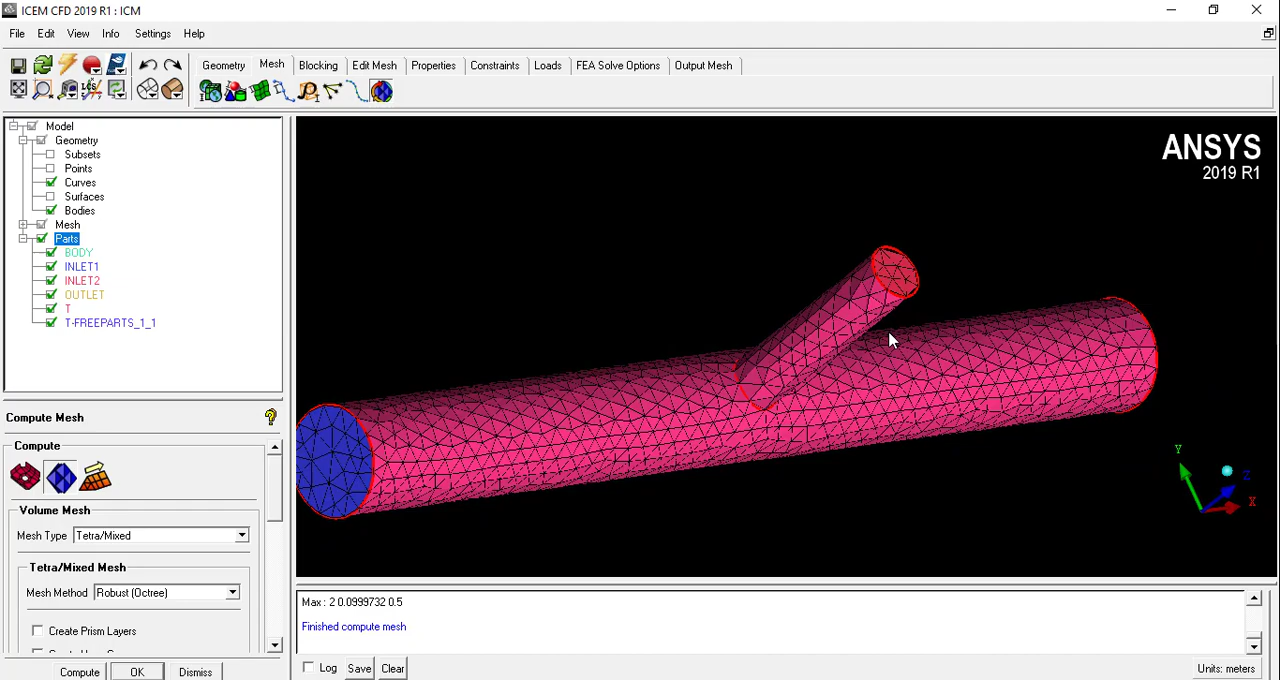 ICEM CFD 2019 R1 : ICM
File Edit View Info Settings Help
Geometry Mesh Blocking Edit Mesh Properties Constraints Loads FEA Solve Options Output Mesh
LCS
Model
Geometry
Subsets
Points
Curves
Surfaces
Bodies
Mesh
Parts
BODY
INLET1
INLET2
OUTLET
T
T-FREEPARTS_1_1
ANSYS
2019 R1
Y
Z
X
Compute Mesh
Compute
Volume Mesh
Mesh Type Tetra/Mixed
Tetra/Mixed Mesh
Mesh Method Robust (Octree)
Create Prism Layers
Compute OK Dismiss
Max : 2 0.0999732 0.5
Finished compute mesh
Log Save Clear
Units: meters